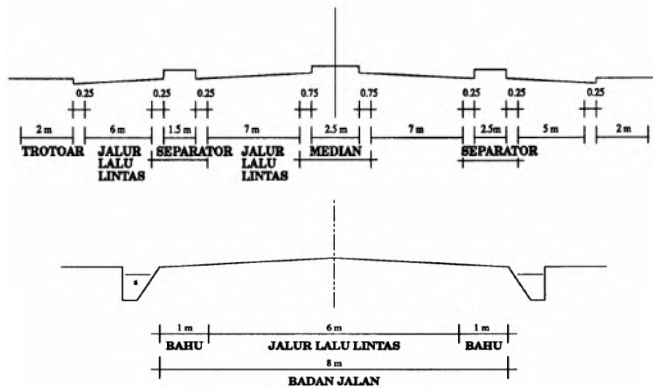 0.25 0.25 0.25 0.75 0.75 0.25 0.25 0.25
2 m 6 m 1.5 m 7 m 2.5 m 7 m 2.5m 5 m 2 m
TROTOAR JALUR SEPARATOR JALUR MEDIAN SEPARATOR
LALU LALU
LINTAS LINTAS
s
1 m 6 m 1 m
BAHU JALUR LALU LINTAS BAHU
8 m
BADAN JALAN